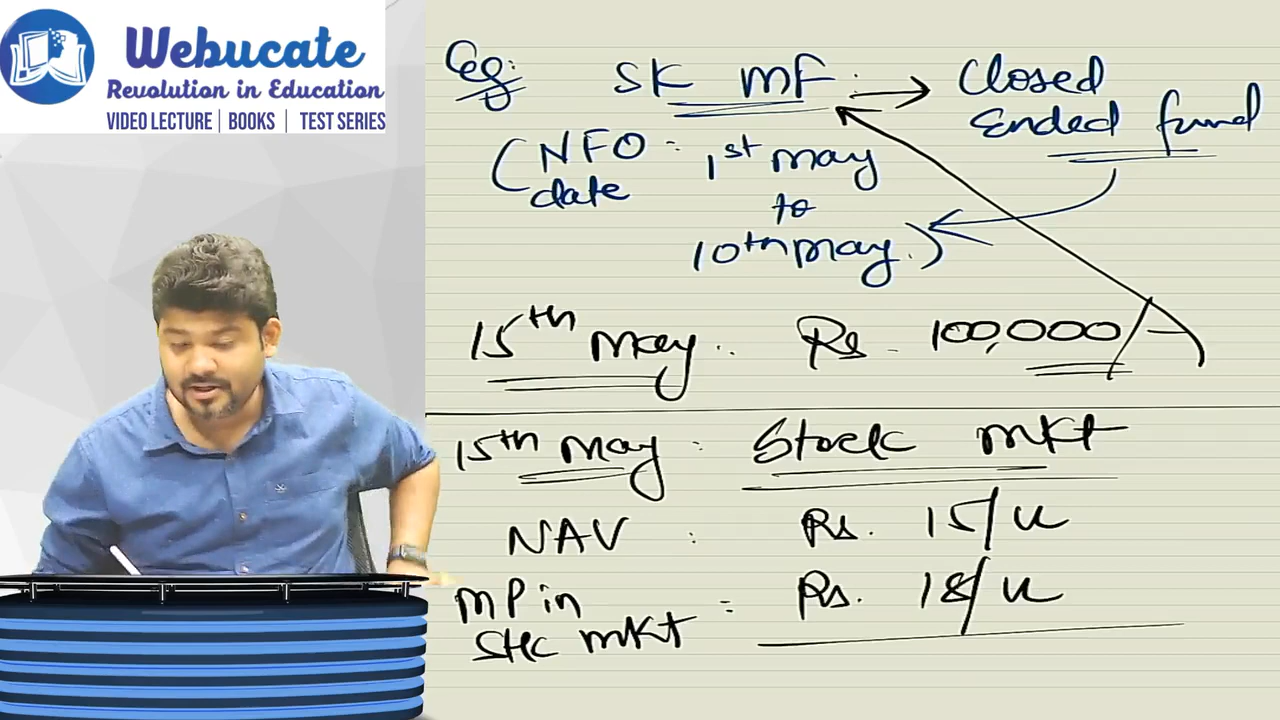 Webucate
Revolution in Education
VIDEO LECTURE | BOOKS | TEST SERIES
Eg:
SK MF : → Closed
Ended fund
(NFO : 1st may
date to
10th may.)
15th may.. Rs. 100,000/-
15th may : Stock mkt
NAV : Rs. 15/u
MP in = Rs. 18/u
Stk mkt